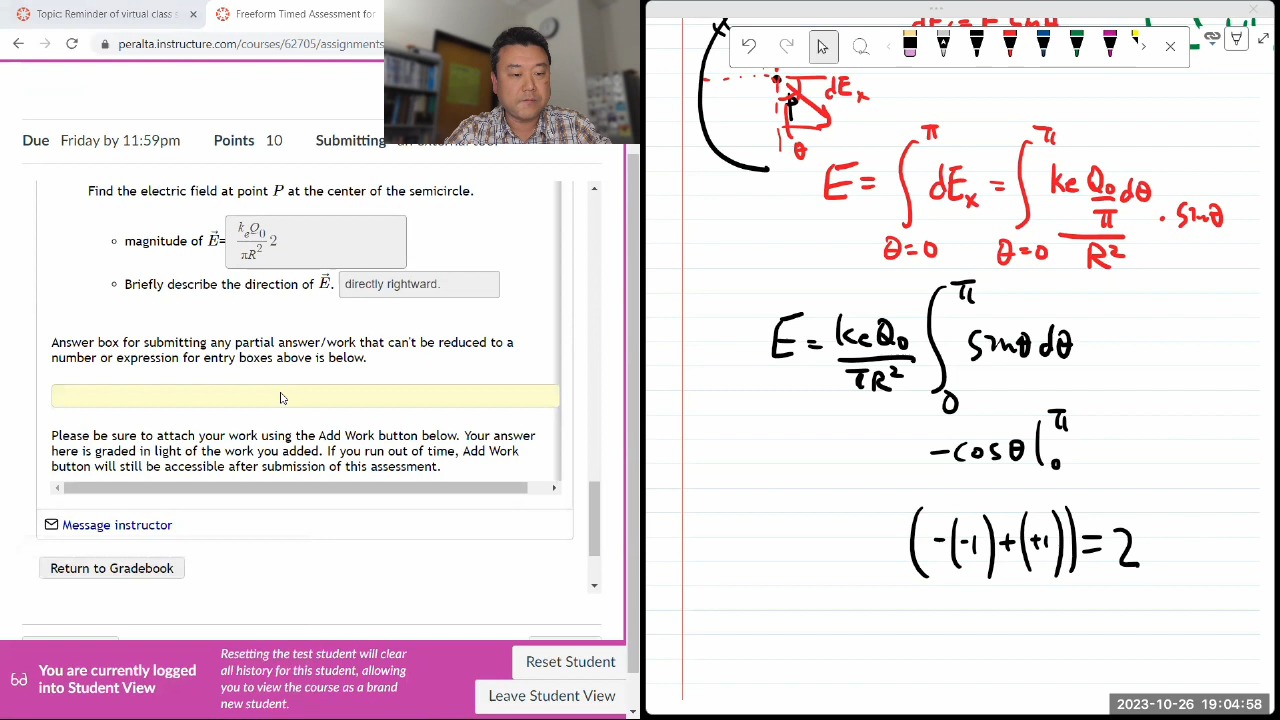 Topic: Reminder of virtual class s
Freeform Timed Assessment for
peralta.instructure.com/courses/62705/assignments
Due Friday by 11:59pm Points 10 Submitting
Find the electric field at point P at the center of the semicircle.
magnitude of E⃗= kₑQ₀/πR² 2
Briefly describe the direction of E⃗. directly rightward.
Answer box for submitting any partial answer/work that can't be reduced to a
number or expression for entry boxes above is below.
Please be sure to attach your work using the Add Work button below. Your answer
here is graded in light of the work you added. If you run out of time, Add Work
button will still be accessible after submission of this assessment.
Message instructor
Return to Gradebook
You are currently logged
into Student View
Resetting the test student will clear
all history for this student, allowing
you to view the course as a brand
new student.
Reset Student
Leave Student View
dEx
P
θ
E = ∫_{θ=0}^{π} dEx = ∫_{θ=0}^{π} ke Q₀/π dθ / R² · sinθ
E = keQ₀/πR² ∫_0^π sinθ dθ
-cosθ |_0^π
(-(-1)+(+1)) = 2
2023-10-26 19:04:58